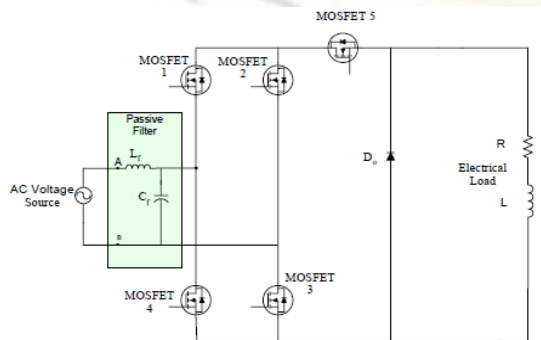 MOSFET 5
MOSFET
1
MOSFET
2
Passive
Filter
A
Lf
Cf
AC Voltage
Source
B
Do
R
Electrical
Load
L
MOSFET
3
MOSFET
4